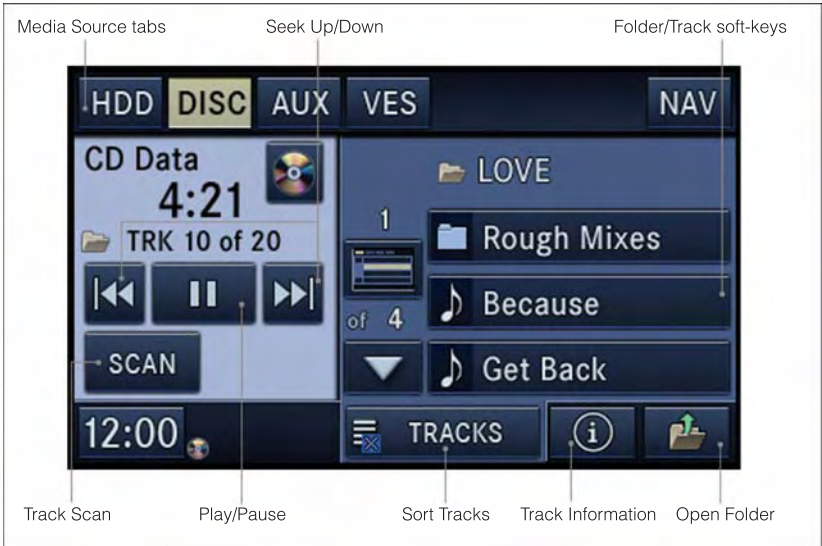 Media Source tabs
Seek Up/Down
Folder/Track soft-keys
HDD DISC AUX VES NAV
CD Data
4:21
TRK 10 of 20
SCAN
12:00
LOVE
1
of 4
Rough Mixes
Because
Get Back
TRACKS
i
Track Scan
Play/Pause
Sort Tracks
Track Information
Open Folder